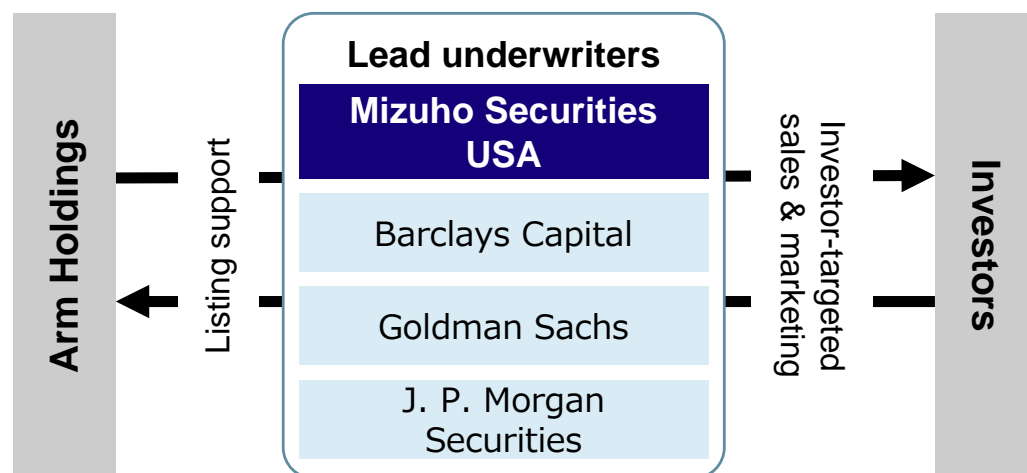 Arm Holdings
Listing support
Lead underwriters
Mizuho Securities
USA
Barclays Capital
Goldman Sachs
J. P. Morgan
Securities
Investor-targeted
sales & marketing
Investors